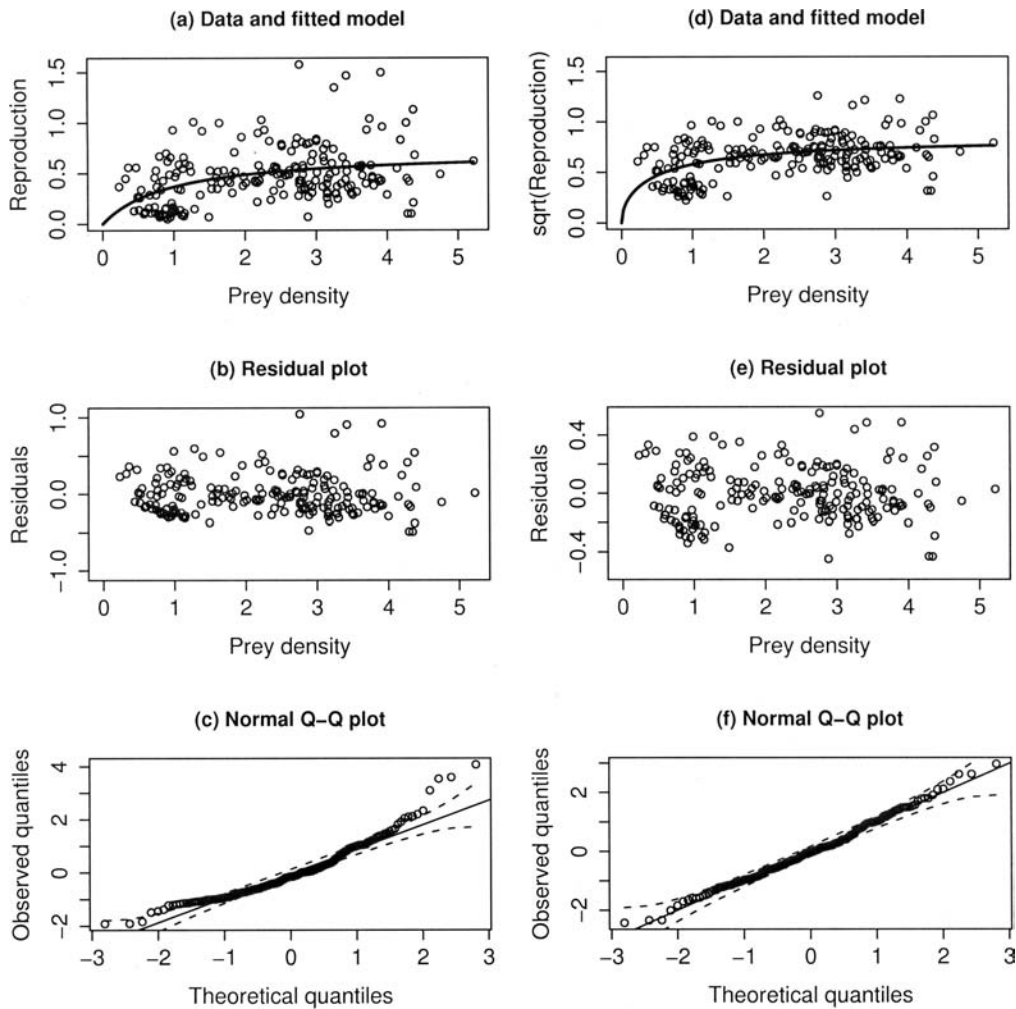 (a) Data and fitted model
Reproduction
0.0 0.5 1.0 1.5
0 1 2 3 4 5
Prey density
(d) Data and fitted model
sqrt(Reproduction)
0.0 0.5 1.0 1.5
0 1 2 3 4 5
Prey density
(b) Residual plot
Residuals
−1.0 0.0 1.0
0 1 2 3 4 5
Prey density
(e) Residual plot
Residuals
−0.4 0.0 0.4
0 1 2 3 4 5
Prey density
(c) Normal Q−Q plot
Observed quantiles
−2 0 2 4
−3 −2 −1 0 1 2 3
Theoretical quantiles
(f) Normal Q−Q plot
Observed quantiles
−2 0 2
−3 −2 −1 0 1 2 3
Theoretical quantiles